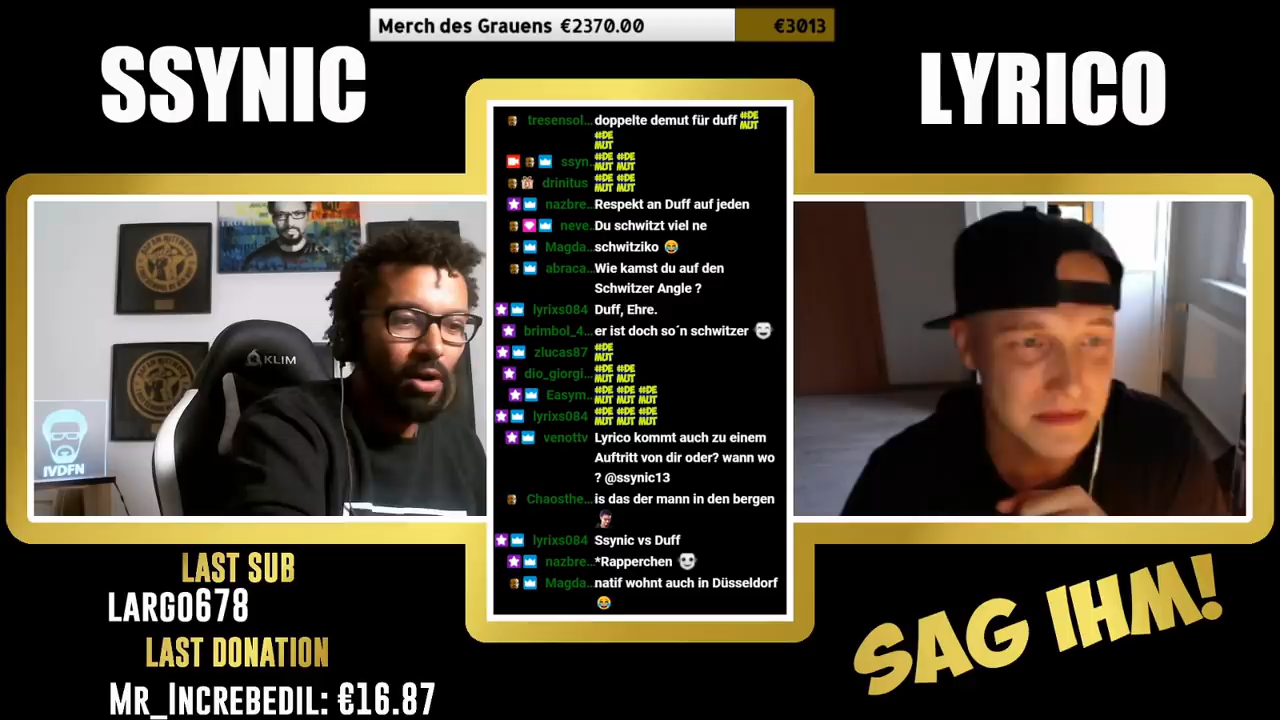 Merch des Grauens €2370.00 €3013
SSYNIC
LYRICO
tresensol... doppelte demut für duff #DE MUT
#DE MUT
ssyn... #DE MUT #DE MUT
drinitus #DE MUT #DE MUT
nazbre... Respekt an Duff auf jeden
neve... Du schwitzt viel ne
Magda... schwitziko
abraca... Wie kamst du auf den
Schwitzer Angle ?
lyrixs084 Duff, Ehre.
brimbol_4... er ist doch so´n schwitzer
zlucas87 #DE MUT
dio_giorgi... #DE MUT #DE MUT
Easym... #DE MUT #DE MUT #DE MUT
lyrixs084 #DE MUT #DE MUT #DE MUT
venottv Lyrico kommt auch zu einem
Auftritt von dir oder? wann wo
? @ssynic13
Chaosthe... is das der mann in den bergen
lyrixs084 Ssynic vs Duff
nazbre... *Rapperchen
Magda... natif wohnt auch in Düsseldorf
KLIM
IVDFN
LAST SUB
LARGO678
LAST DONATION
MR_INCREBEDIL: €16.87
SAG IHM!